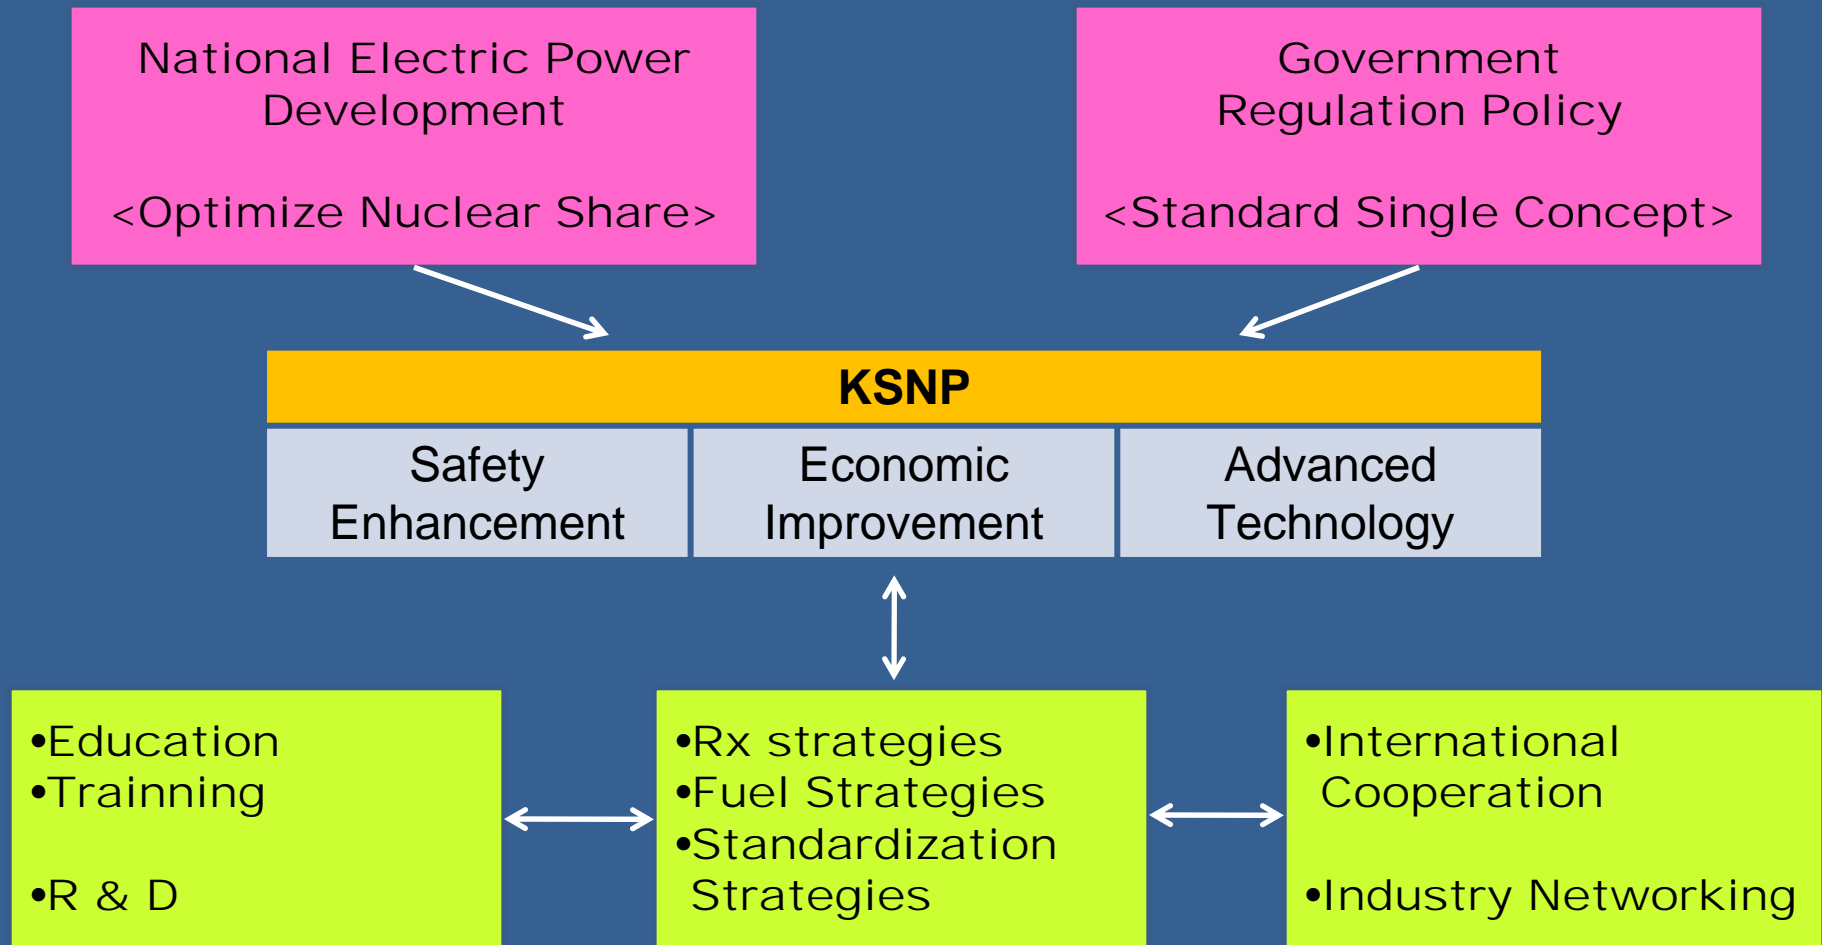 National Electric Power
Development
<Optimize Nuclear Share>
Government
Regulation Policy
<Standard Single Concept>
KSNP
Safety
Enhancement
Economic
Improvement
Advanced
Technology
•Education
•Trainning
•R & D
•Rx strategies
•Fuel Strategies
•Standardization
Strategies
•International
Cooperation
•Industry Networking